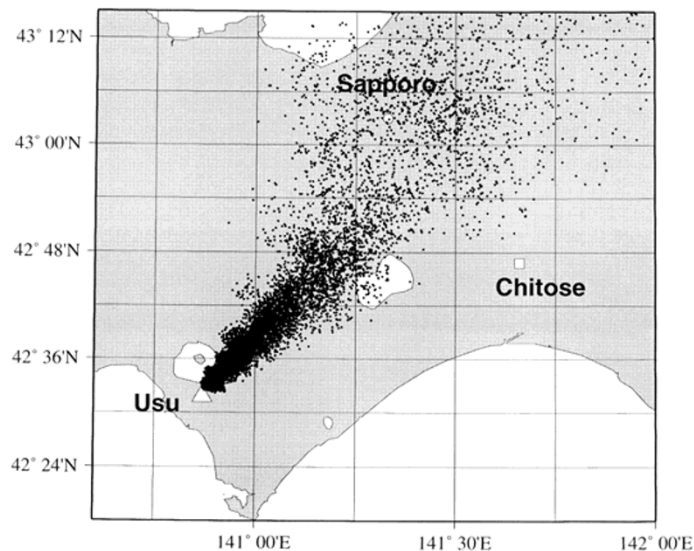 43° 12'N
Sapporo
43° 00'N
42° 48'N
Chitose
42° 36'N
Usu
42° 24'N
141° 00'E
141° 30'E
142° 00'E